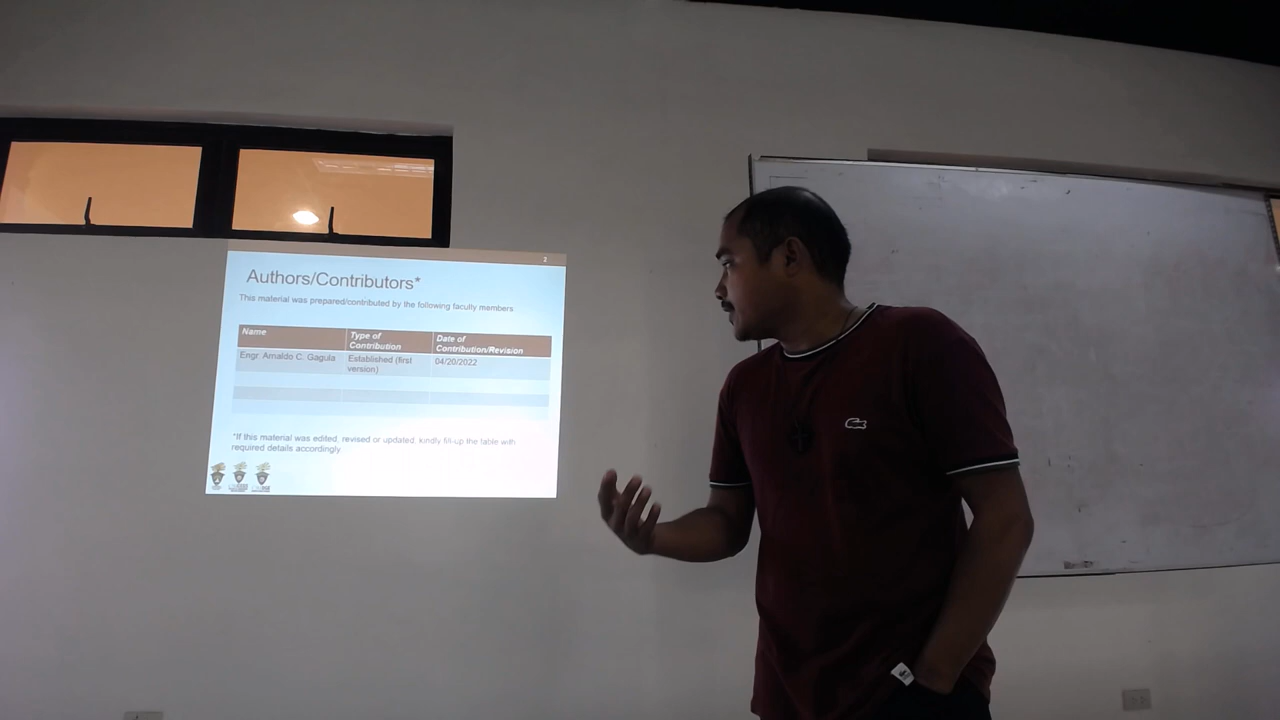 2
Authors/Contributors*
This material was prepared/contributed by the following faculty members
Name
Type of
Contribution
Date of
Contribution/Revision
Engr. Arnaldo C. Gagula
Established (first
version)
04/20/2022
*If this material was edited, revised or updated, kindly fill-up the table with
required details accordingly